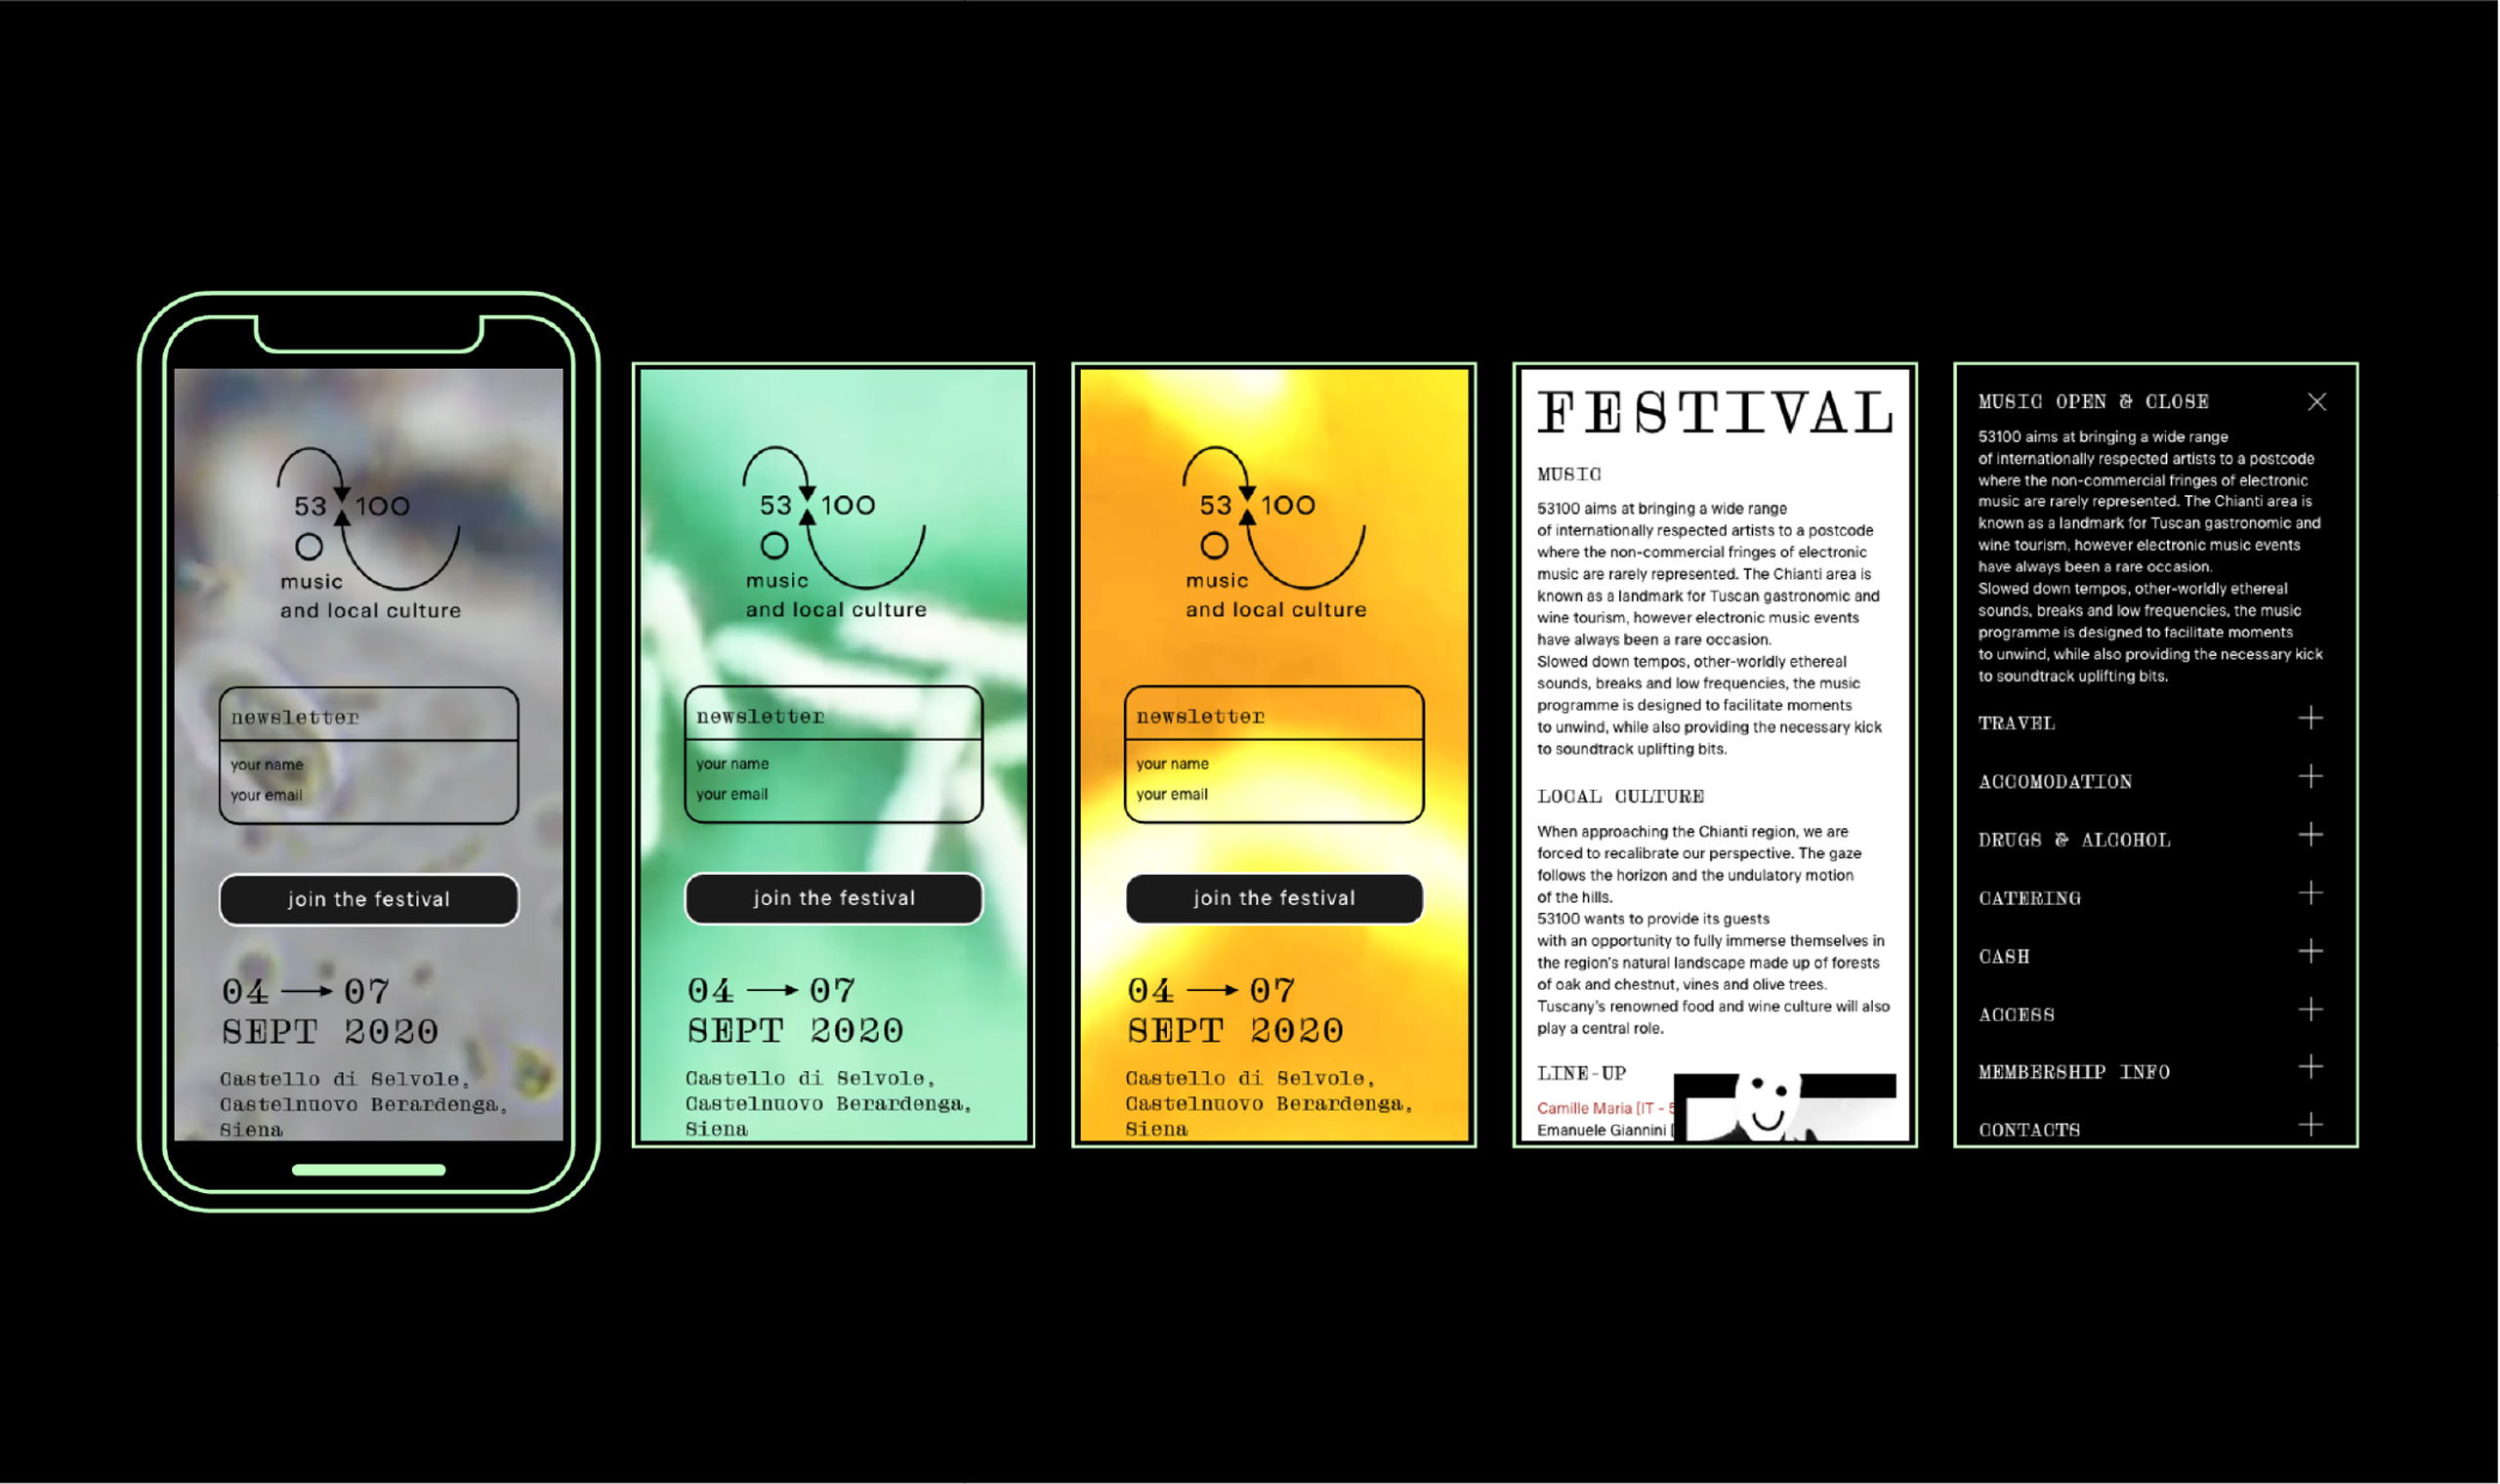 53 100
music
and local culture
newsletter
your name
your email
join the festival
04 → 07
SEPT 2020
Castello di Selvole,
Castelnuovo Berardenga,
Siena
53 100
music
and local culture
newsletter
your name
your email
join the festival
04 → 07
SEPT 2020
Castello di Selvole,
Castelnuovo Berardenga,
Siena
53 100
music
and local culture
newsletter
your name
your email
join the festival
04 → 07
SEPT 2020
Castello di Selvole,
Castelnuovo Berardenga,
Siena
FESTIVAL
MUSIC
53100 aims at bringing a wide range
of internationally respected artists to a postcode
where the non-commercial fringes of electronic
music are rarely represented. The Chianti area is
known as a landmark for Tuscan gastronomic and
wine tourism, however electronic music events
have always been a rare occasion.
Slowed down tempos, other-worldly ethereal
sounds, breaks and low frequencies, the music
programme is designed to facilitate moments
to unwind, while also providing the necessary kick
to soundtrack uplifting bits.
LOCAL CULTURE
When approaching the Chianti region, we are
forced to recalibrate our perspective. The gaze
follows the horizon and the undulatory motion
of the hills.
53100 wants to provide its guests
with an opportunity to fully immerse themselves in
the region's natural landscape made up of forests
of oak and chestnut, vines and olive trees.
Tuscany's renowned food and wine culture will also
play a central role.
LINE-UP
Camille Maria [IT - 5
Emanuele Giannini [
MUSIC OPEN & CLOSE
53100 aims at bringing a wide range
of internationally respected artists to a postcode
where the non-commercial fringes of electronic
music are rarely represented. The Chianti area is
known as a landmark for Tuscan gastronomic and
wine tourism, however electronic music events
have always been a rare occasion.
Slowed down tempos, other-worldly ethereal
sounds, breaks and low frequencies, the music
programme is designed to facilitate moments
to unwind, while also providing the necessary kick
to soundtrack uplifting bits.
TRAVEL
ACCOMODATION
DRUGS & ALCOHOL
CATERING
CASH
ACCESS
MEMBERSHIP INFO
CONTACTS